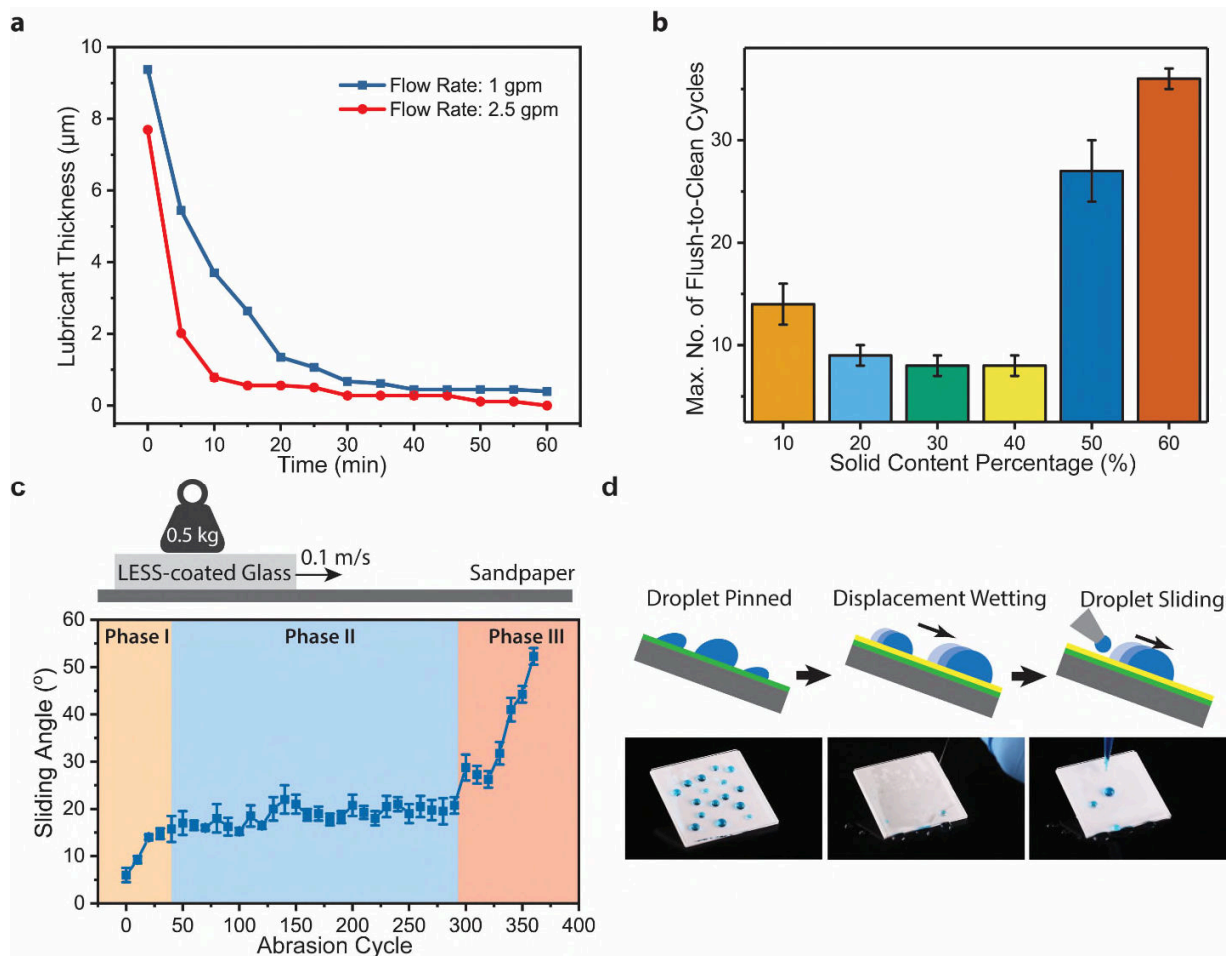 a
10
8
6
4
2
0
Lubricant Thickness (μm)
Flow Rate: 1 gpm
Flow Rate: 2.5 gpm
0 10 20 30 40 50 60
Time (min)
b
30
20
10
Max. No. of Flush-to-Clean Cycles
10 20 30 40 50 60
Solid Content Percentage (%)
c
0.5 kg
0.1 m/s
LESS-coated Glass
Sandpaper
Phase I Phase II Phase III
60
50
40
30
20
10
0
Sliding Angle (º)
0 50 100 150 200 250 300 350 400
Abrasion Cycle
d
Droplet Pinned
Displacement Wetting
Droplet Sliding